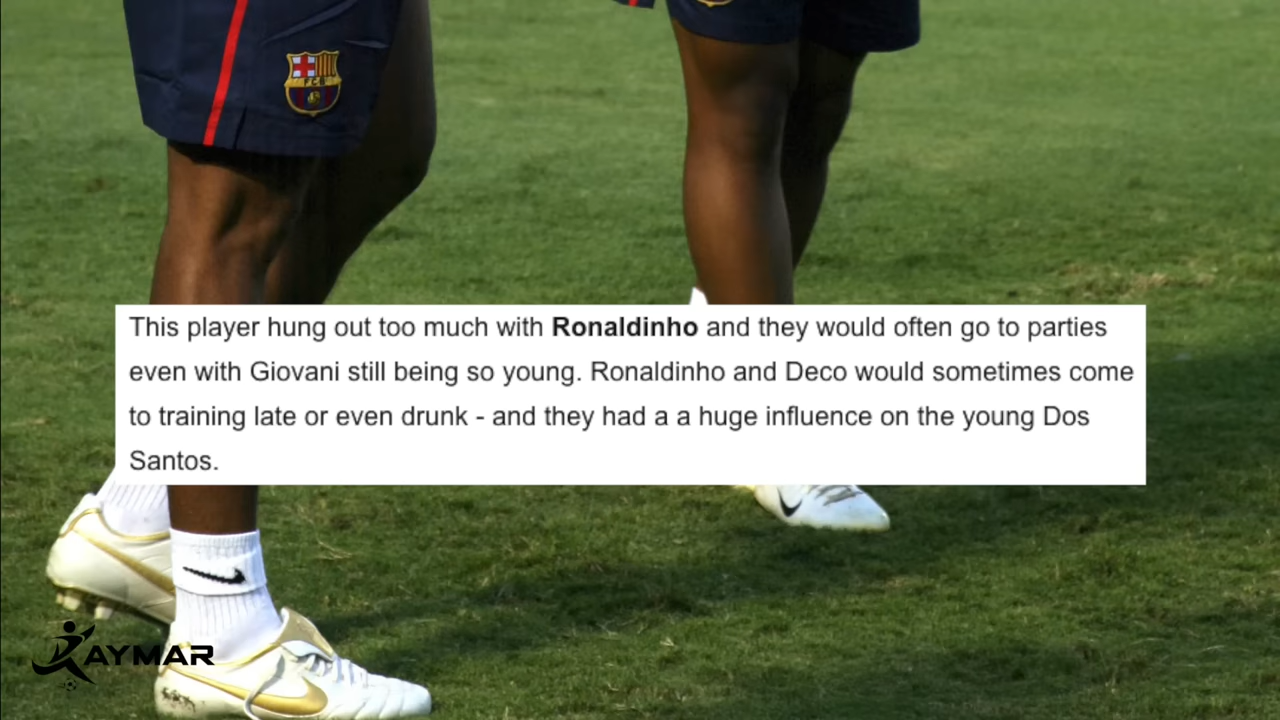 FCB
This player hung out too much with Ronaldinho and they would often go to parties
even with Giovani still being so young. Ronaldinho and Deco would sometimes come
to training late or even drunk - and they had a a huge influence on the young Dos
Santos.
KAYMAR